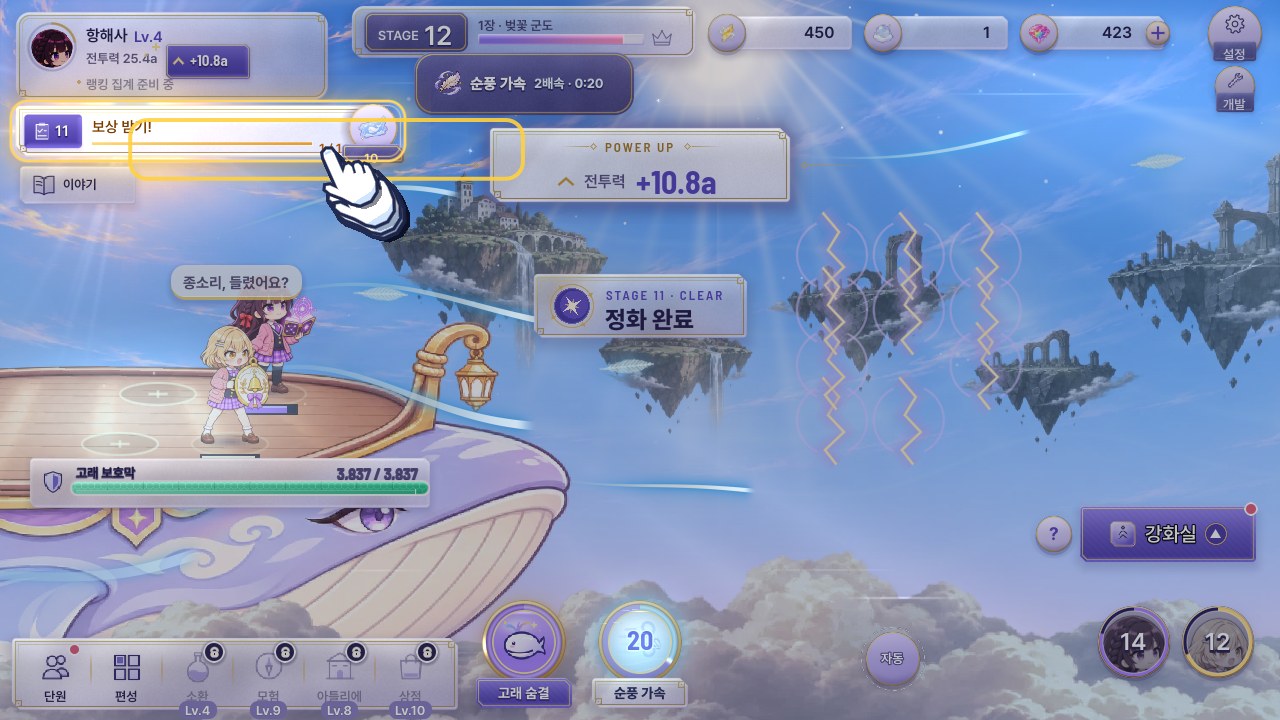 항해사 Lv.4
전투력 25.4a
+10.8a
랭킹 집계 준비 중
STAGE 12
1장 · 벚꽃 군도
450
1
423
설정
개발
순풍 가속 2배속 · 0:20
11
보상 받기!
10
이야기
POWER UP
전투력 +10.8a
종소리, 들렸어요?
STAGE 11 · CLEAR
정화 완료
고래 보호막
3,837 / 3,837
?
강화실
단원
편성
소환
Lv.4
모험
Lv.9
아틀리에
Lv.8
상점
Lv.10
고래 숨결
20
순풍 가속
자동
14
12